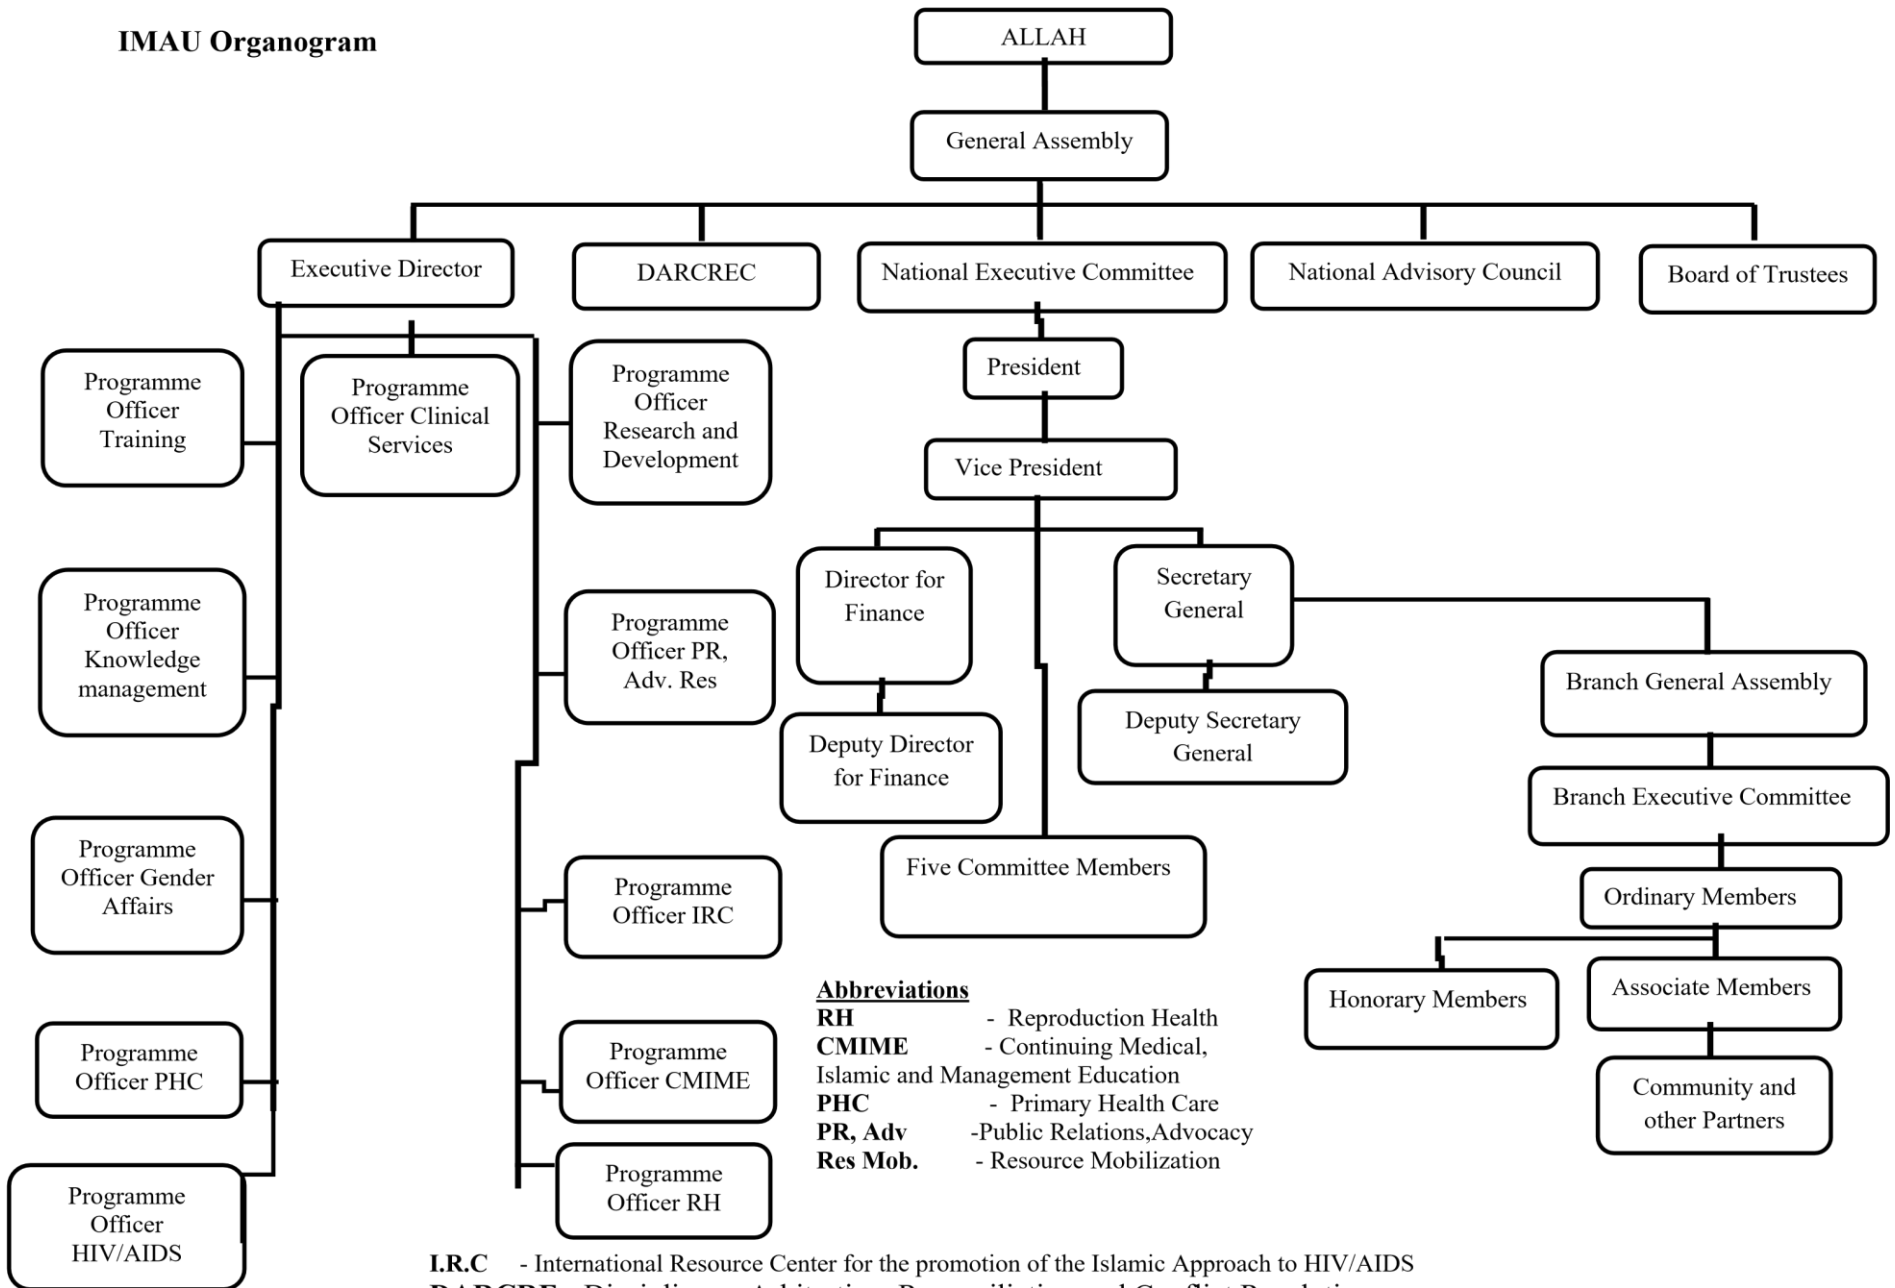 IMAU Organogram
ALLAH
General Assembly
Executive Director
DARCREC
National Executive Committee
National Advisory Council
Board of Trustees
Programme
Officer
Training
Programme
Officer Clinical
Services
Programme
Officer
Research and
Development
President
Vice President
Programme
Officer
Knowledge
management
Programme
Officer PR,
Adv. Res
Director for
Finance
Secretary
General
Branch General Assembly
Deputy Director
for Finance
Deputy Secretary
General
Branch Executive Committee
Programme
Officer Gender
Affairs
Programme
Officer IRC
Five Committee Members
Ordinary Members
Honorary Members
Associate Members
Community and
other Partners
Programme
Officer PHC
Programme
Officer CMIME
Programme
Officer HIV/AIDS
Programme
Officer RH
Abbreviations
RH - Reproduction Health
CMIME - Continuing Medical,
Islamic and Management Education
PHC - Primary Health Care
PR, Adv -Public Relations,Advocacy
Res Mob. - Resource Mobilization
I.R.C - International Resource Center for the promotion of the Islamic Approach to HIV/AIDS